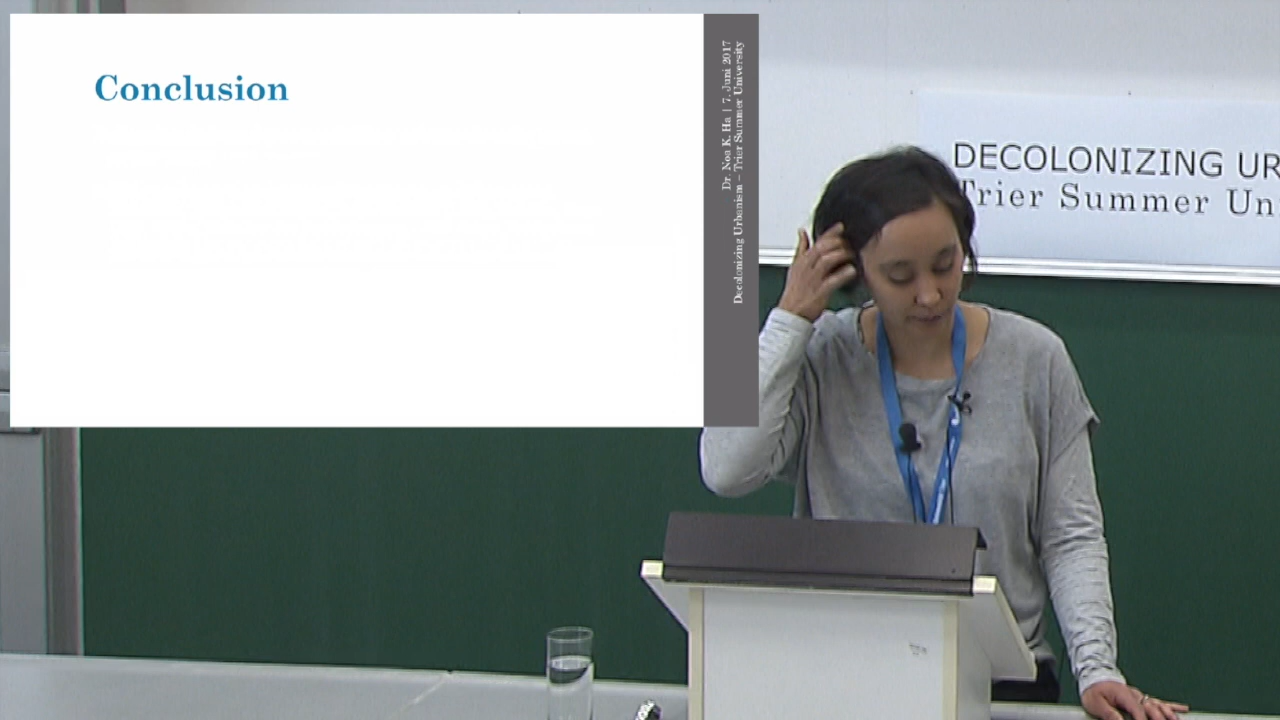 Conclusion
Dr. Noa K. Ha | 7. Juni 2017
Decolonizing Urbanism – Trier Summer University
DECOLONIZING UR
Trier Summer Un